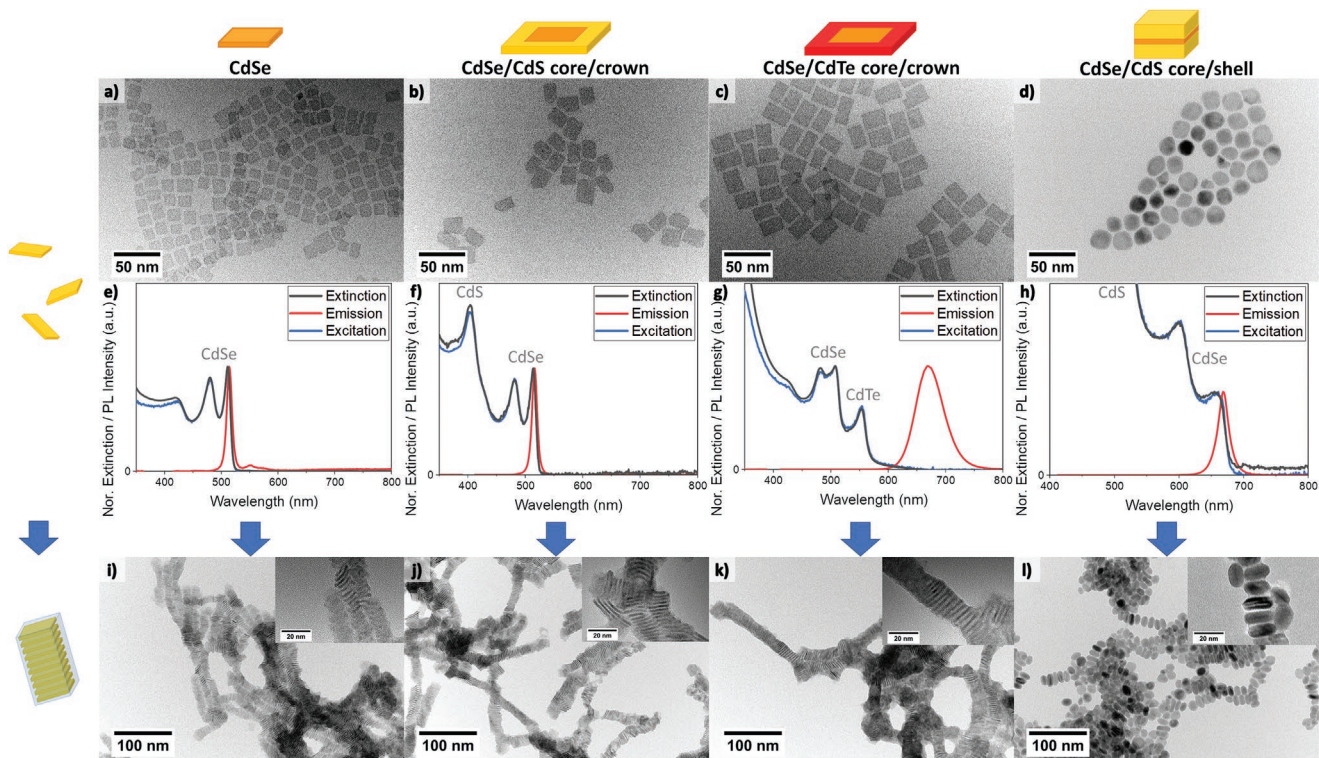 CdSe
CdSe/CdS core/crown
CdSe/CdTe core/crown
CdSe/CdS core/shell
a)
50 nm
b)
50 nm
c)
50 nm
d)
50 nm
e)
Nor. Extinction / PL Intensity (a.u.)
Extinction
Emission
Excitation
CdSe
0
400 500 600 700 800
Wavelength (nm)
f)
Nor. Extinction / PL Intensity (a.u.)
CdS
Extinction
Emission
Excitation
CdSe
0
400 500 600 700 800
Wavelength (nm)
g)
Nor. Extinction / PL Intensity (a.u.)
Extinction
Emission
Excitation
CdSe
CdTe
0
400 500 600 700 800
Wavelength (nm)
h)
Nor. Extinction / PL Intensity (a.u.)
CdS
Extinction
Emission
Excitation
CdSe
0
400 500 600 700 800
Wavelength (nm)
i)
20 nm
100 nm
j)
20 nm
100 nm
k)
20 nm
100 nm
l)
20 nm
100 nm